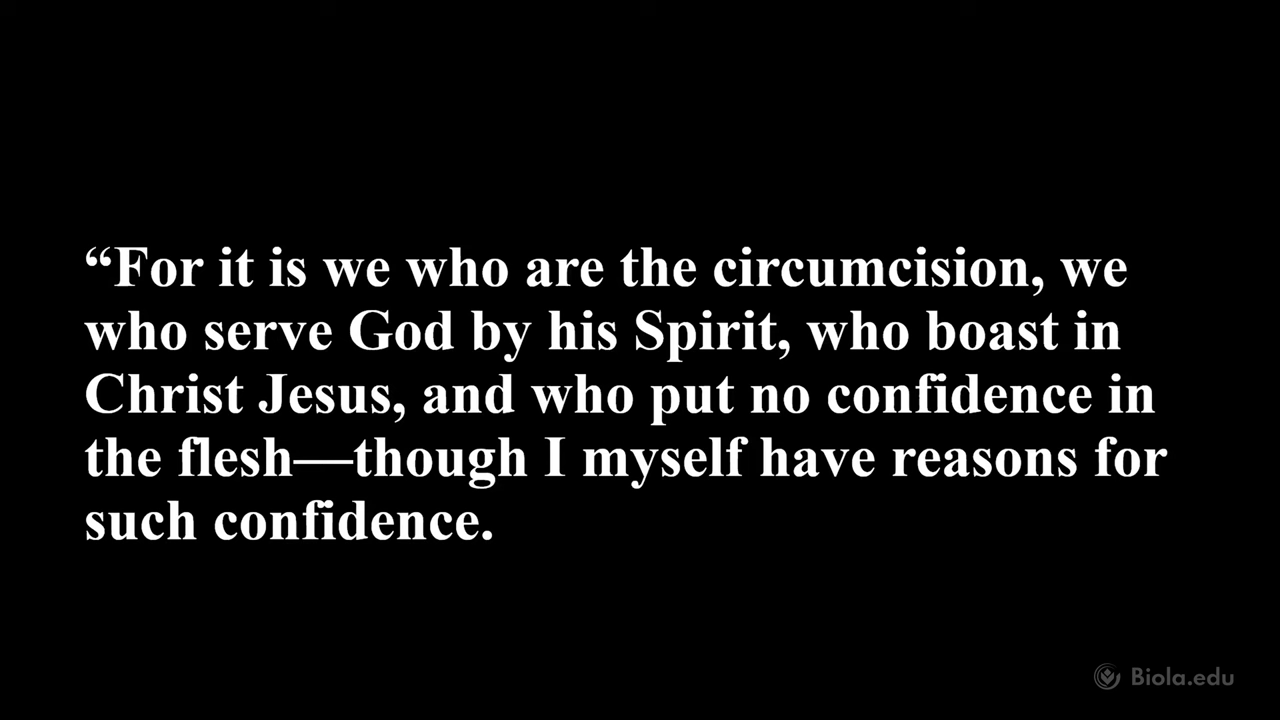 “For it is we who are the circumcision, we
who serve God by his Spirit, who boast in
Christ Jesus, and who put no confidence in
the flesh—though I myself have reasons for
such confidence.
Biola.edu